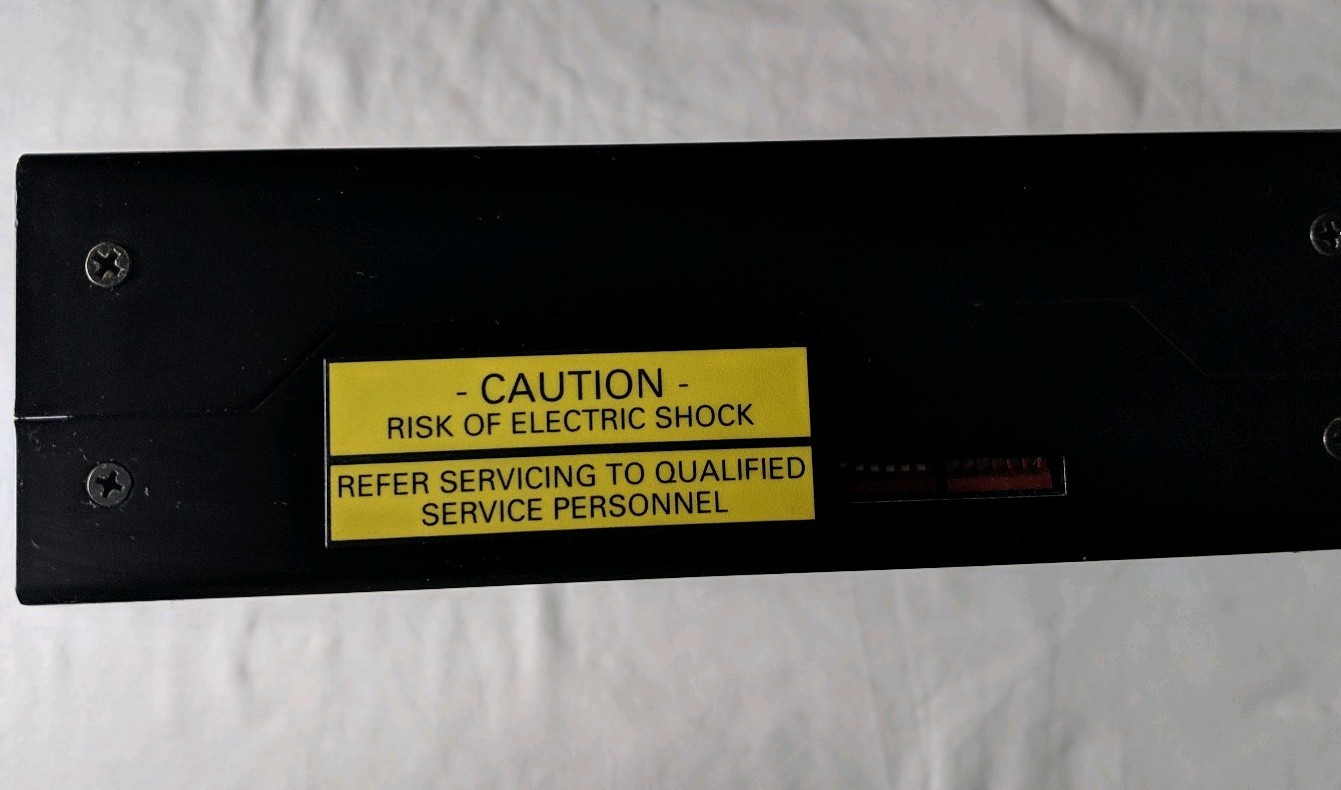 - CAUTION -
RISK OF ELECTRIC SHOCK
REFER SERVICING TO QUALIFIED
SERVICE PERSONNEL